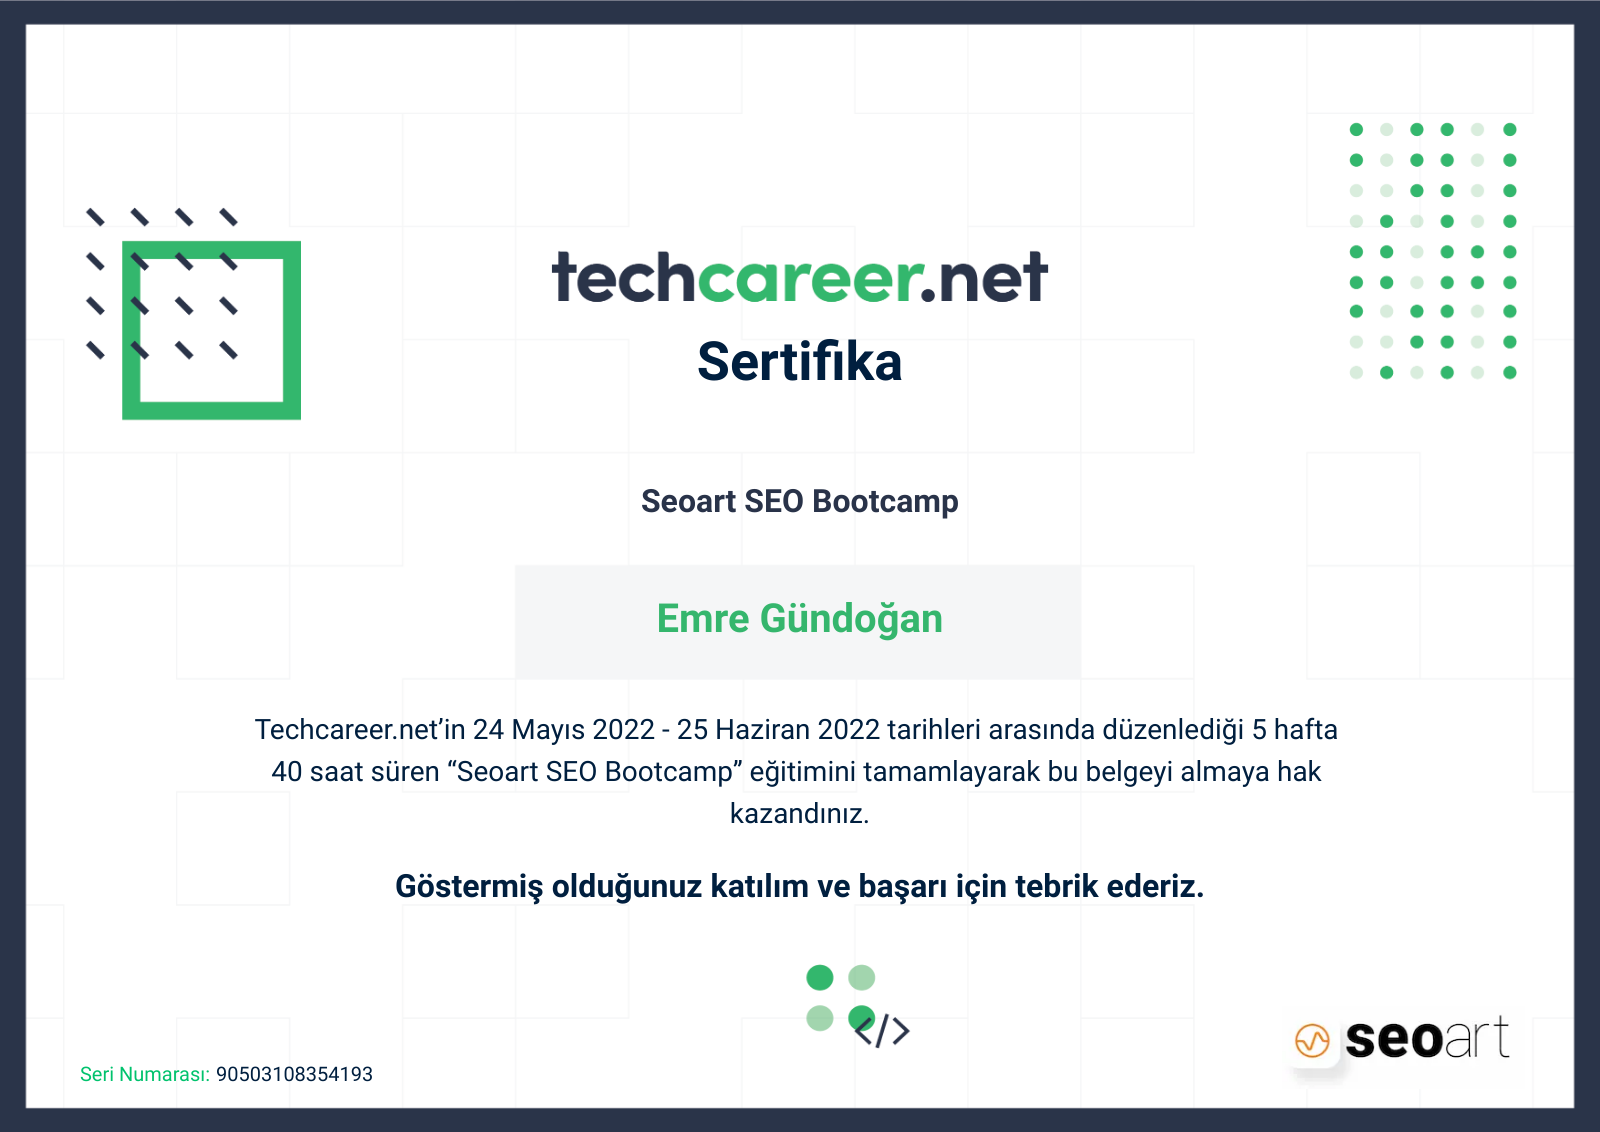 techcareer.net
Sertifika
Seoart SEO Bootcamp
Emre Gündoğan
Techcareer.net’in 24 Mayıs 2022 - 25 Haziran 2022 tarihleri arasında düzenlediği 5 hafta
40 saat süren “Seoart SEO Bootcamp” eğitimini tamamlayarak bu belgeyi almaya hak
kazandınız.
Göstermiş olduğunuz katılım ve başarı için tebrik ederiz.
</>
seoart
Seri Numarası: 90503108354193